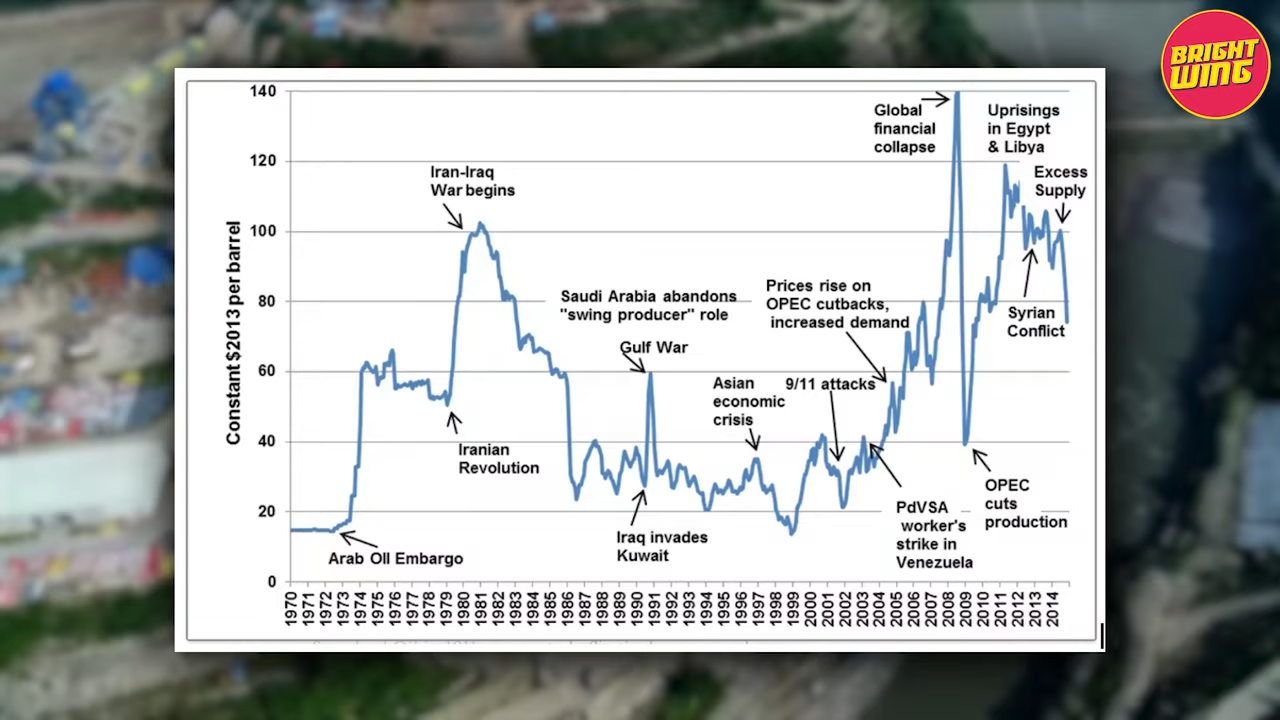 BRIGHT
WING
Constant $2013 per barrel
140
120
100
80
60
40
20
0
Global
financial
collapse
Uprisings
in Egypt
& Libya
Excess
Supply
Iran-Iraq
War begins
Saudi Arabia abandons
"swing producer" role
Prices rise on
OPEC cutbacks,
increased demand
Syrian
Conflict
Gulf War
Asian
economic
crisis
9/11 attacks
Iranian
Revolution
OPEC
cuts
production
PdVSA
worker's
strike in
Venezuela
Iraq invades
Kuwait
Arab Oil Embargo
1970 1971 1972 1973 1974 1975 1976 1977 1978 1979 1980 1981 1982 1983 1984 1985 1986 1987 1988 1989 1990 1991 1992 1993 1994 1995 1996 1997 1998 1999 2000 2001 2002 2003 2004 2005 2006 2007 2008 2009 2010 2011 2012 2013 2014